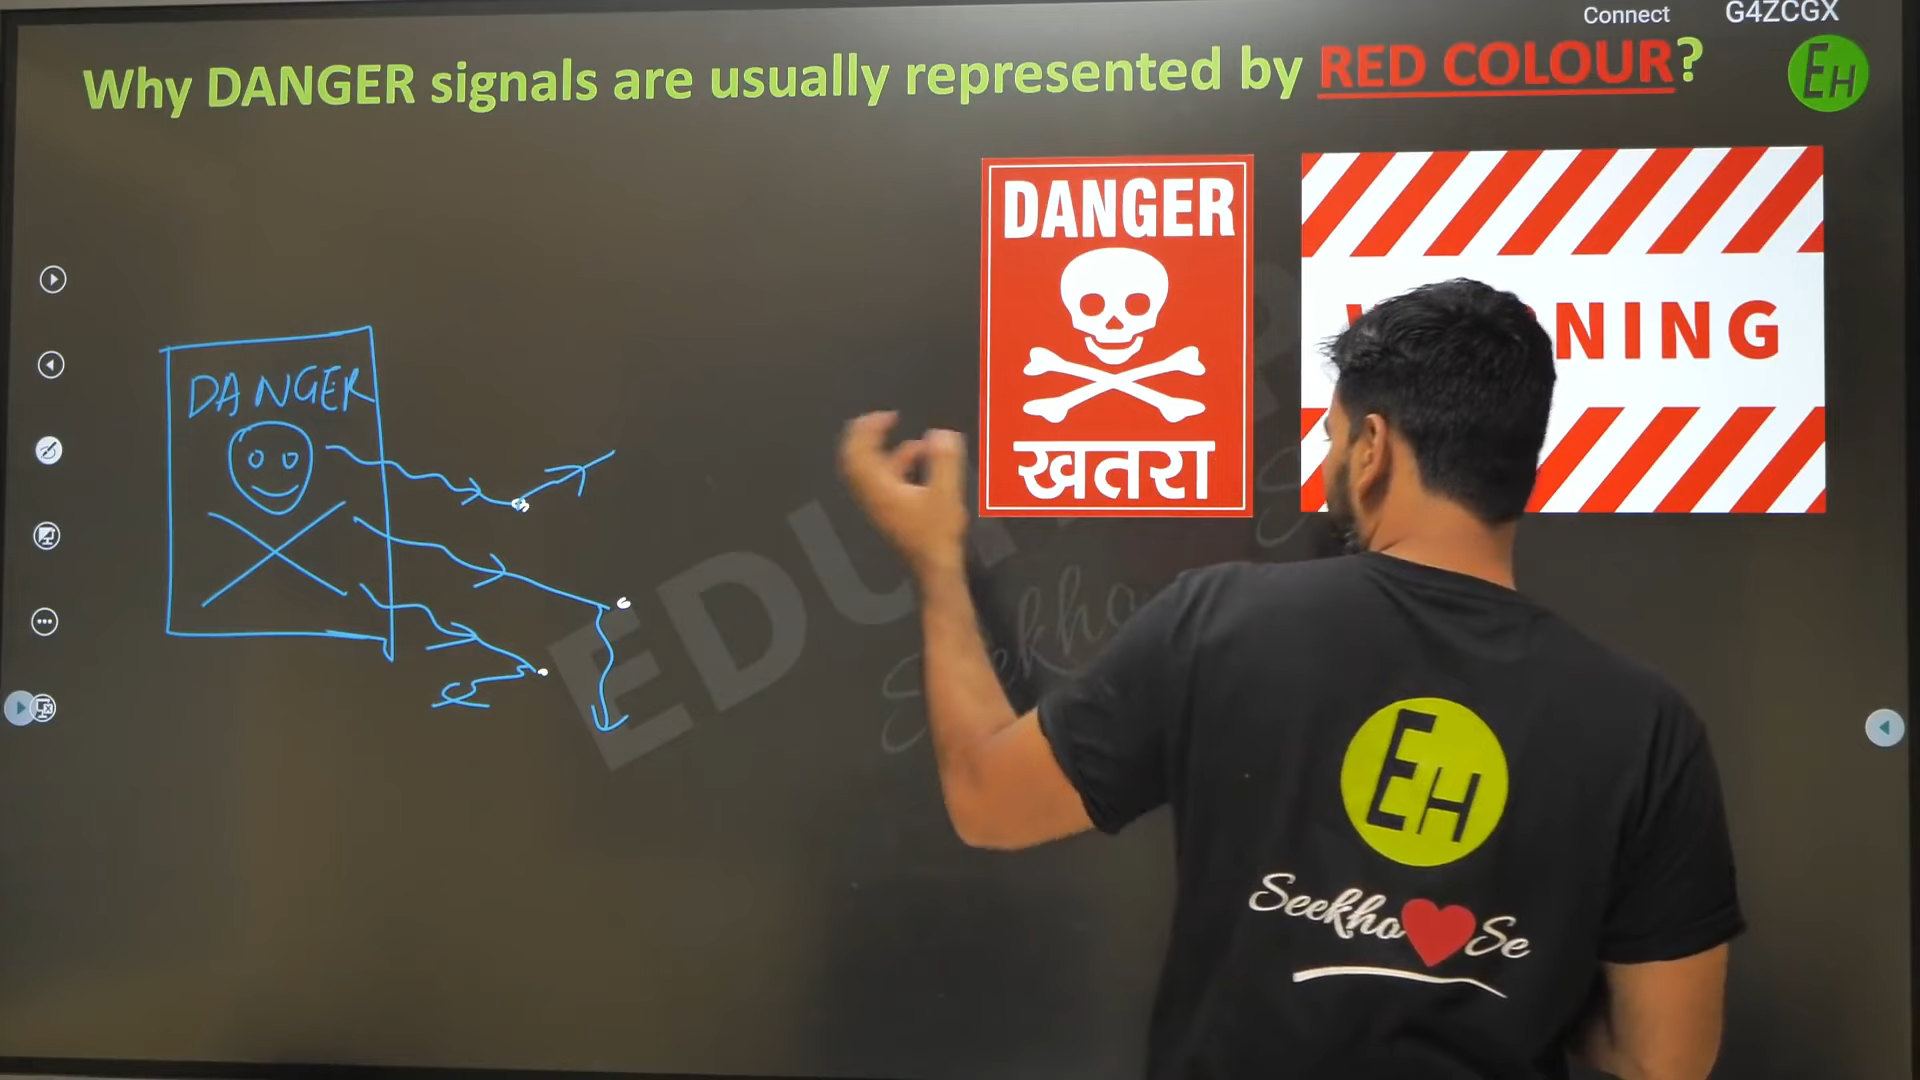 Connect G4ZCGX
Why DANGER signals are usually represented by RED COLOUR?
EH
DANGER
खतरा
NING
DANGER
EH
Seekho Se